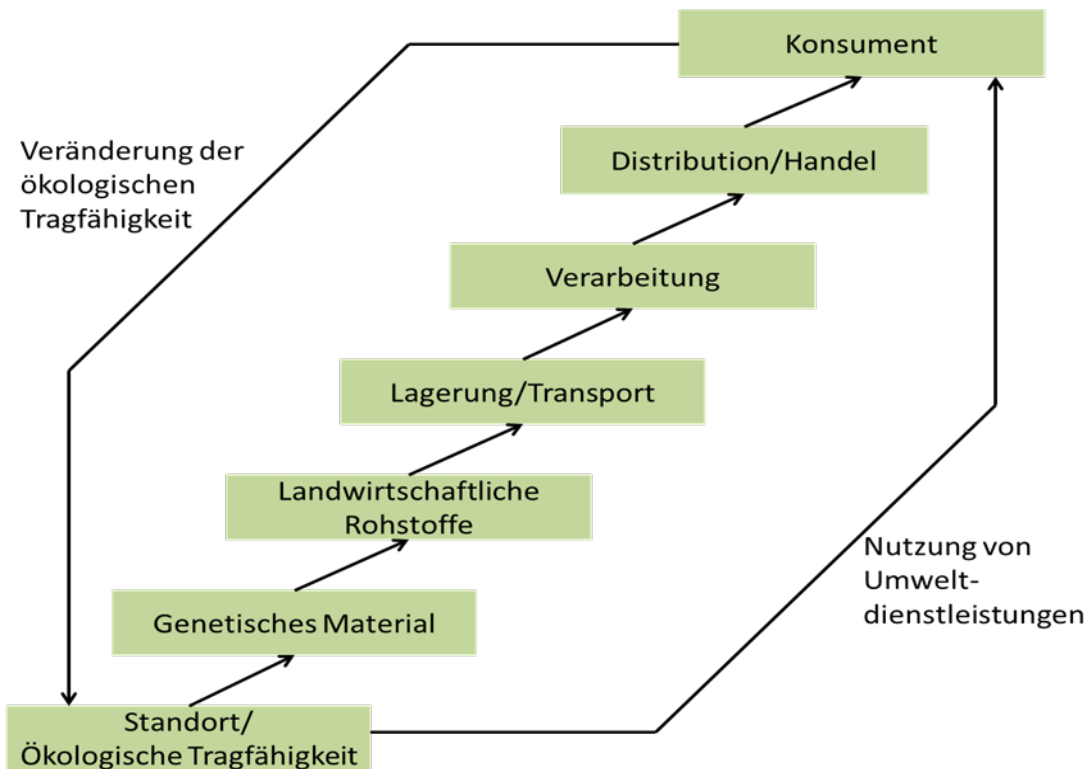 Konsument
Veränderung der
ökologischen
Tragfähigkeit
Distribution/Handel
Verarbeitung
Lagerung/Transport
Landwirtschaftliche
Rohstoffe
Nutzung von
Umwelt-
dienstleistungen
Genetisches Material
Standort/
Ökologische Tragfähigkeit